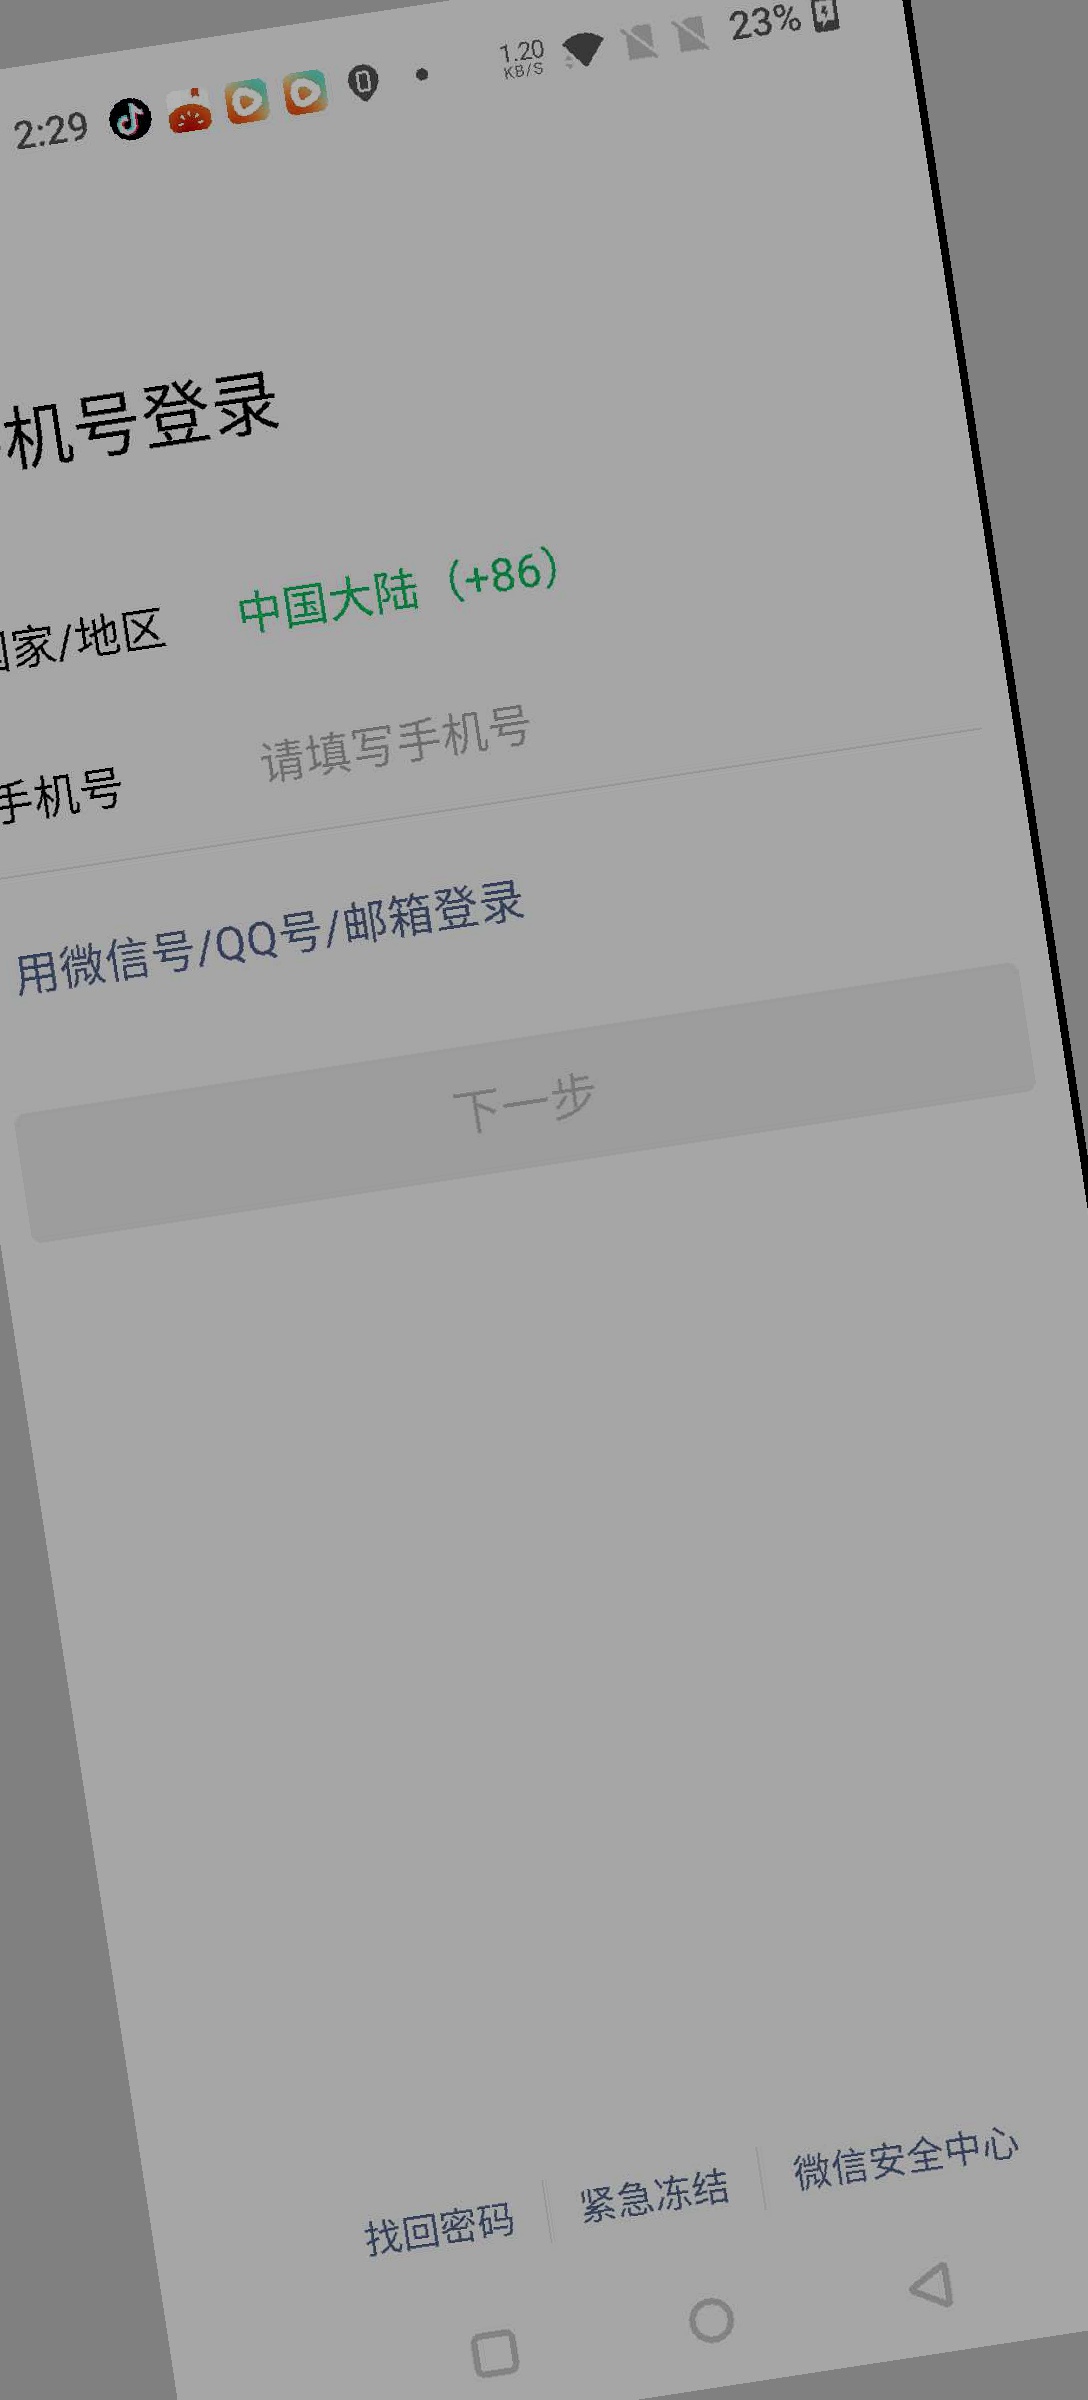 2:29
1.20
KB/S
23%
机号登录
家/地区
中国大陆 (+86)
手机号
请填写手机号
用微信号/QQ号/邮箱登录
下一步
找回密码
紧急冻结
微信安全中心